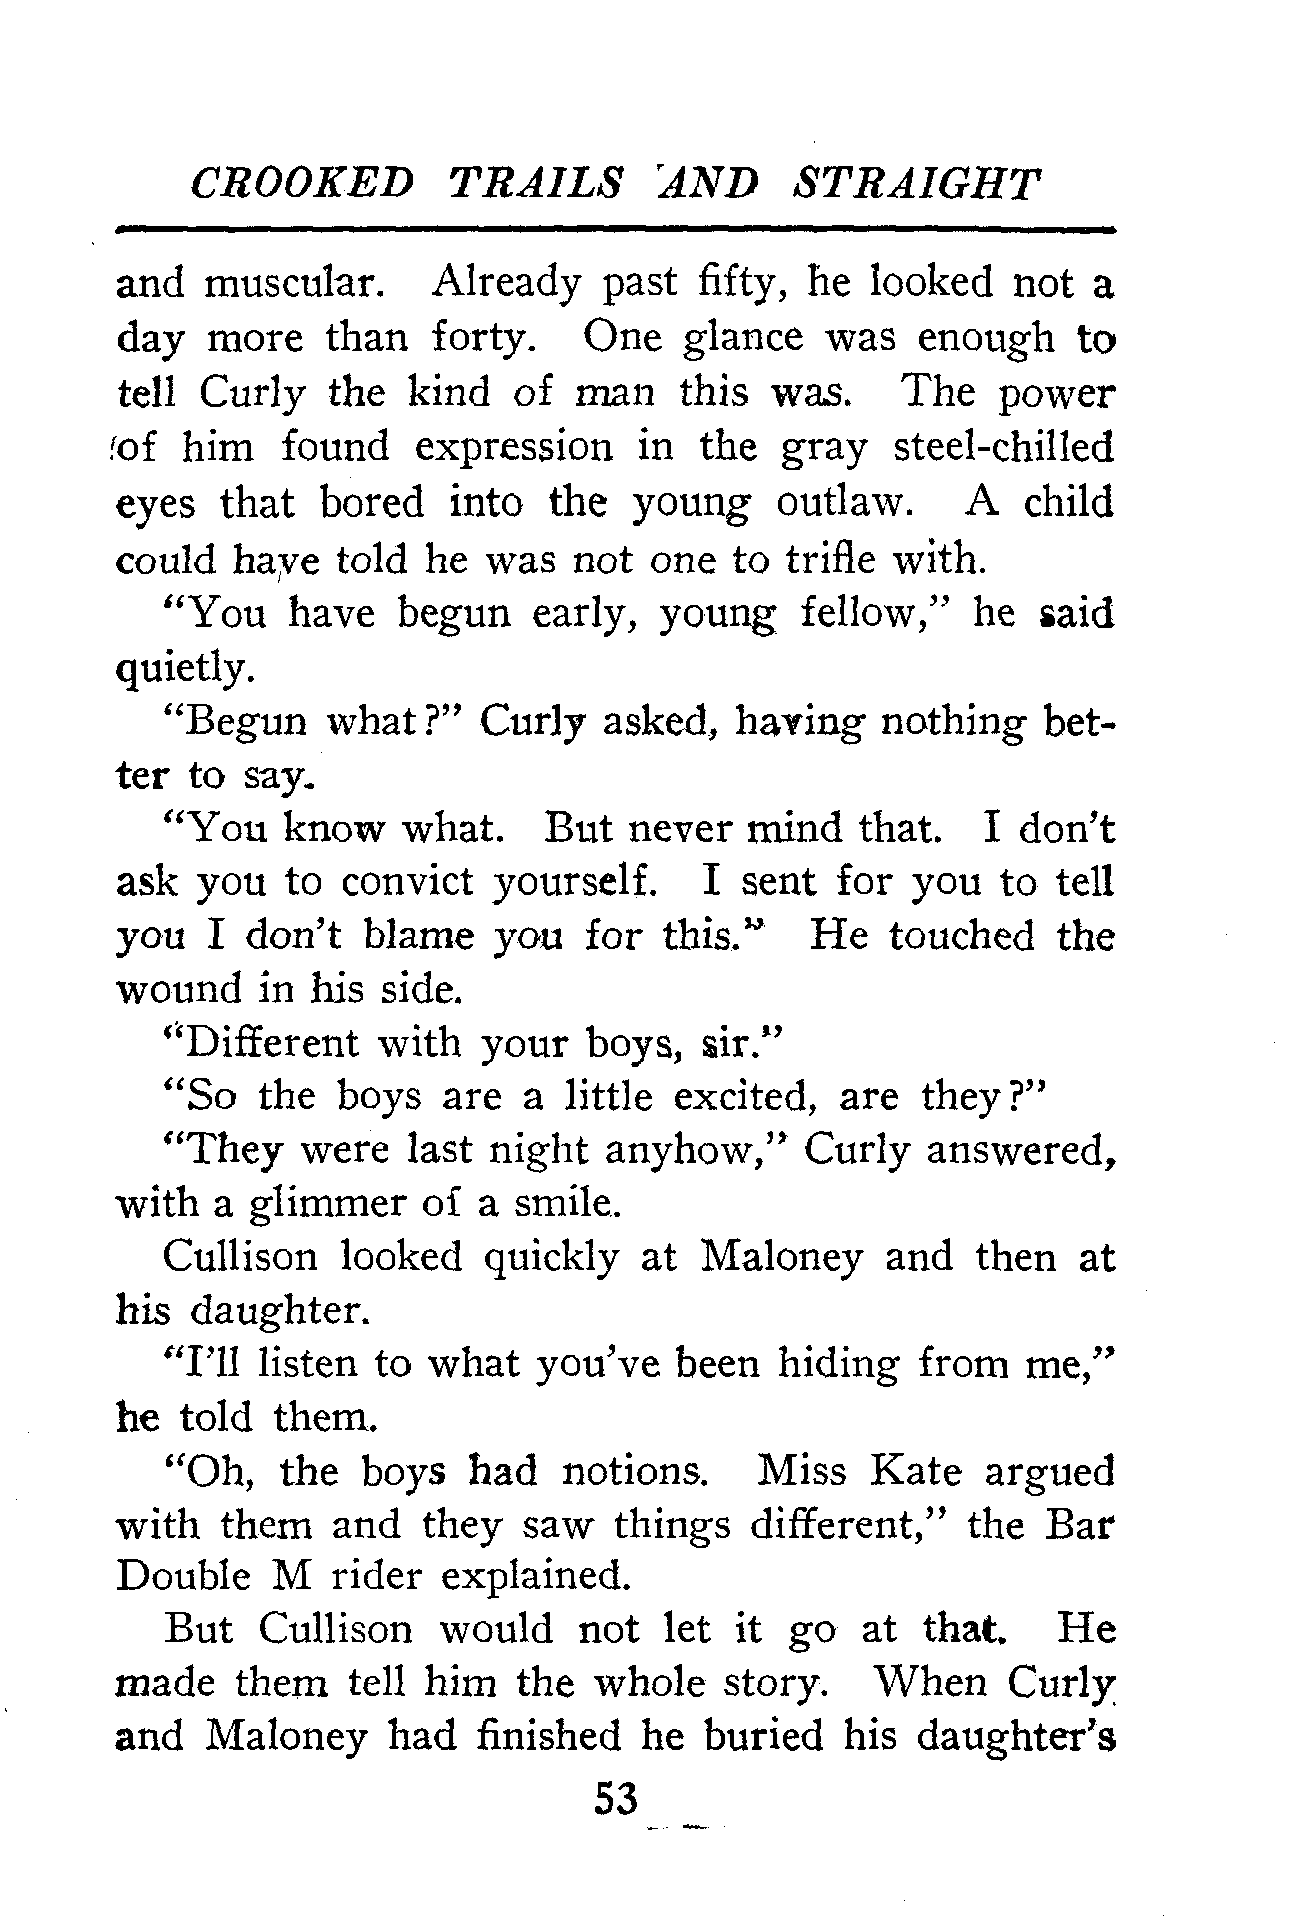 CROOKED TRAILS AND STRAIGHT
and muscular. Already past fifty, he looked not a
day more than forty. One glance was enough to
tell Curly the kind of man this was. The power
of him found expression in the gray steel-chilled
eyes that bored into the young outlaw. A child
could have told he was not one to trifle with.
“You have begun early, young fellow,” he said
quietly.
“Begun what?” Curly asked, having nothing bet-
ter to say.
“You know what. But never mind that. I don’t
ask you to convict yourself. I sent for you to tell
you I don’t blame you for this.” He touched the
wound in his side.
“Different with your boys, sir.”
“So the boys are a little excited, are they?”
“They were last night anyhow,” Curly answered,
with a glimmer of a smile.
Cullison looked quickly at Maloney and then at
his daughter.
“I’ll listen to what you’ve been hiding from me,”
he told them.
“Oh, the boys had notions. Miss Kate argued
with them and they saw things different,” the Bar
Double M rider explained.
But Cullison would not let it go at that. He
made them tell him the whole story. When Curly
and Maloney had finished he buried his daughter’s
53